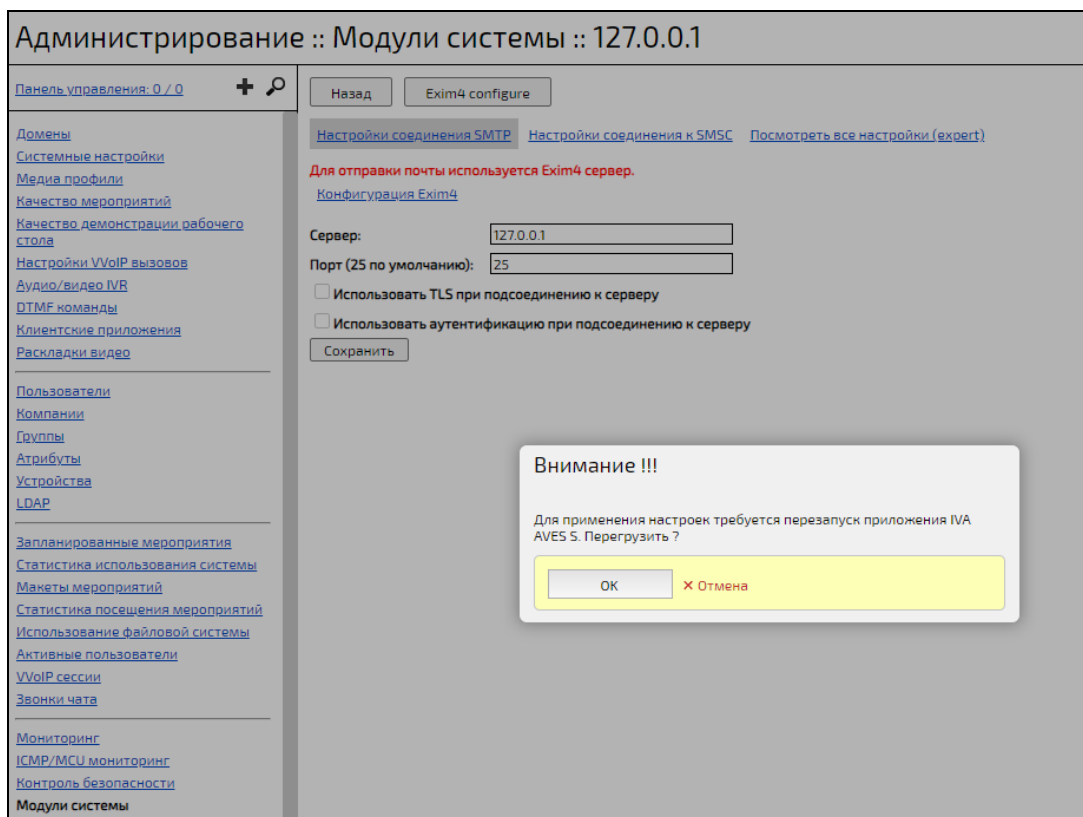 Администрирование :: Модули системы :: 127.0.0.1
Панель управления: 0 / 0
Домены
Системные настройки
Медиа профили
Качество мероприятий
Качество демонстрации рабочего
стола
Настройки VVoIP вызовов
Аудио/видео IVR
DTMF команды
Клиентские приложения
Раскладки видео
Пользователи
Компании
Группы
Атрибуты
Устройства
LDAP
Запланированные мероприятия
Статистика использования системы
Макеты мероприятий
Статистика посещения мероприятий
Использование файловой системы
Активные пользователи
VVoIP сессии
Звонки чата
Мониторинг
ICMP/MCU мониторинг
Контроль безопасности
Модули системы
Назад Exim4 configure
Настройки соединения SMTP Настройки соединения к SMSC Посмотреть все настройки (expert)
Для отправки почты используется Exim4 сервер.
Конфигурация Exim4
Сервер: 127.0.0.1
Порт (25 по умолчанию): 25
Использовать TLS при подсоединению к серверу
Использовать аутентификацию при подсоединению к серверу
Сохранить
Внимание !!!
Для применения настроек требуется перезапуск приложения IVA
AVES S. Перегрузить ?
OK × Отмена